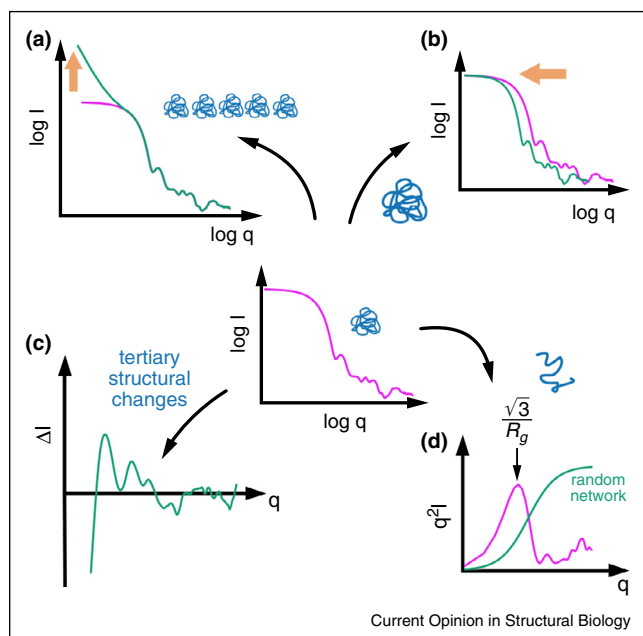 (a)
log I
log q
(b)
log I
log q
log I
log q
(c)
tertiary
structural
changes
ΔI
q
√3
R_g
(d)
q²I
random
network
q
Current Opinion in Structural Biology